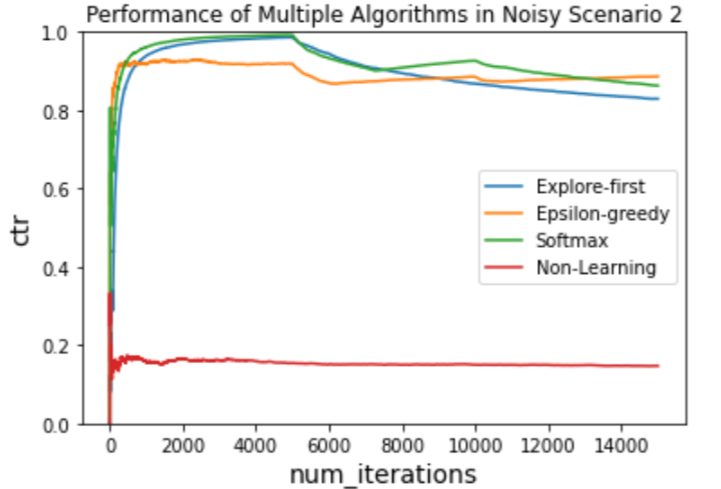 Performance of Multiple Algorithms in Noisy Scenario 2
1.0
0.8
0.6
0.4
0.2
0.0
ctr
Explore-first
Epsilon-greedy
Softmax
Non-Learning
0 2000 4000 6000 8000 10000 12000 14000
num_iterations